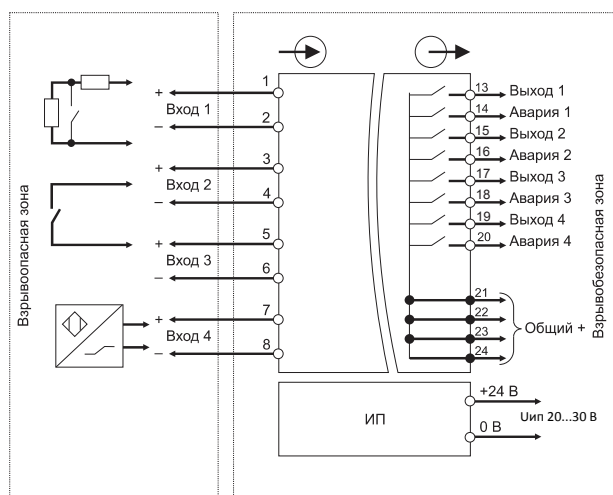 Взрывоопасная зона
+
Вход 1
–
+
Вход 2
–
+
Вход 3
–
+
Вход 4
–
1
2
3
4
5
6
7
8
13 Выход 1
14 Авария 1
15 Выход 2
16 Авария 2
17 Выход 3
18 Авария 3
19 Выход 4
20 Авария 4
21
22
23
24
Общий +
Взрывобезопасная зона
ИП
+24 В
Uип 20...30 В
0 В